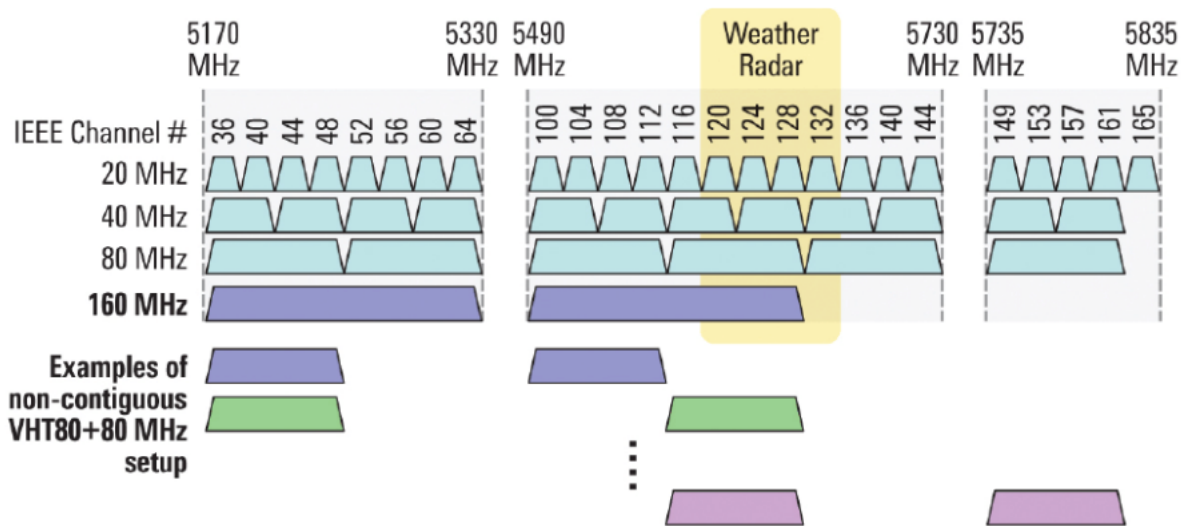 5170 MHz
5330 MHz
5490 MHz
Weather Radar
5730 MHz
5735 MHz
5835 MHz
IEEE Channel # 36 40 44 48 52 56 60 64 100 104 108 112 116 120 124 128 132 136 140 144 149 153 157 161 165
20 MHz
40 MHz
80 MHz
160 MHz
Examples of
non-contiguous
VHT80+80 MHz
setup